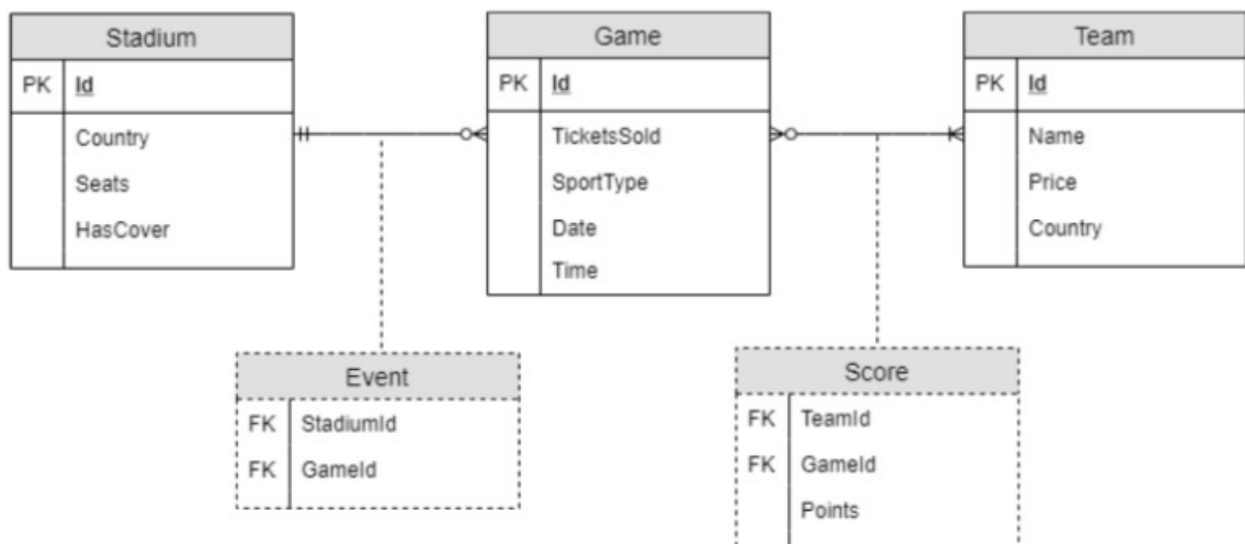 Stadium
PK Id
Country
Seats
HasCover
Game
PK Id
TicketsSold
SportType
Date
Time
Team
PK Id
Name
Price
Country
Event
FK StadiumId
FK GameId
Score
FK TeamId
FK GameId
Points